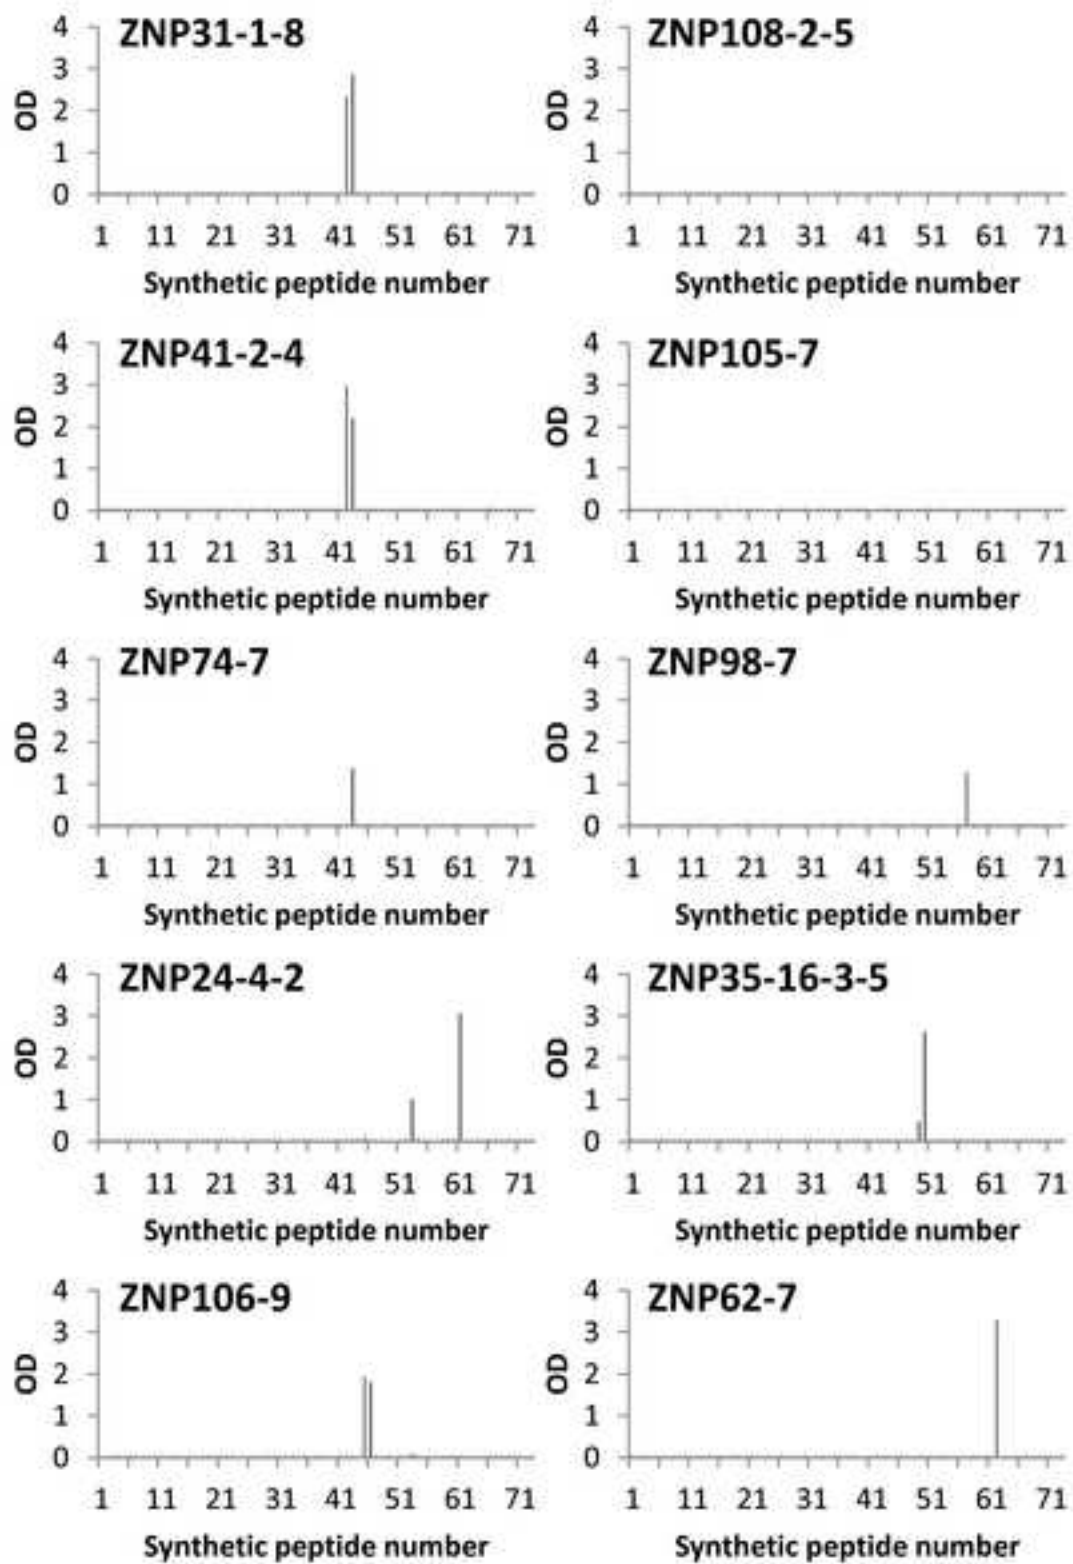 ZNP31-1-8
4
3
2
1
0
OD
1 11 21 31 41 51 61 71
Synthetic peptide number
ZNP108-2-5
4
3
2
1
0
OD
1 11 21 31 41 51 61 71
Synthetic peptide number
ZNP41-2-4
4
3
2
1
0
OD
1 11 21 31 41 51 61 71
Synthetic peptide number
ZNP105-7
4
3
2
1
0
OD
1 11 21 31 41 51 61 71
Synthetic peptide number
ZNP74-7
4
3
2
1
0
OD
1 11 21 31 41 51 61 71
Synthetic peptide number
ZNP98-7
4
3
2
1
0
OD
1 11 21 31 41 51 61 71
Synthetic peptide number
ZNP24-4-2
4
3
2
1
0
OD
1 11 21 31 41 51 61 71
Synthetic peptide number
ZNP35-16-3-5
4
3
2
1
0
OD
1 11 21 31 41 51 61 71
Synthetic peptide number
ZNP106-9
4
3
2
1
0
OD
1 11 21 31 41 51 61 71
Synthetic peptide number
ZNP62-7
4
3
2
1
0
OD
1 11 21 31 41 51 61 71
Synthetic peptide number